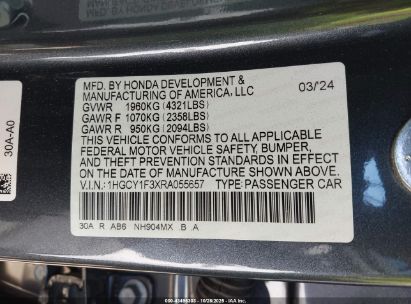 MFD. BY HONDA DEVELOPMENT &
MANUFACTURING OF AMERICA, LLC
03/24
GVWR 1960KG (4321LBS)
GAWR F 1070KG (2358LBS)
GAWR R 950KG (2094LBS)
THIS VEHICLE CONFORMS TO ALL APPLICABLE
FEDERAL MOTOR VEHICLE SAFETY, BUMPER,
AND THEFT PREVENTION STANDARDS IN EFFECT ON THE
DATE OF MANUFACTURE SHOWN ABOVE.
V.I.N.: 1HGCY1F3XRA055657 TYPE: PASSENGER CAR
30A R AB6 NH904MX B A
30A-A0